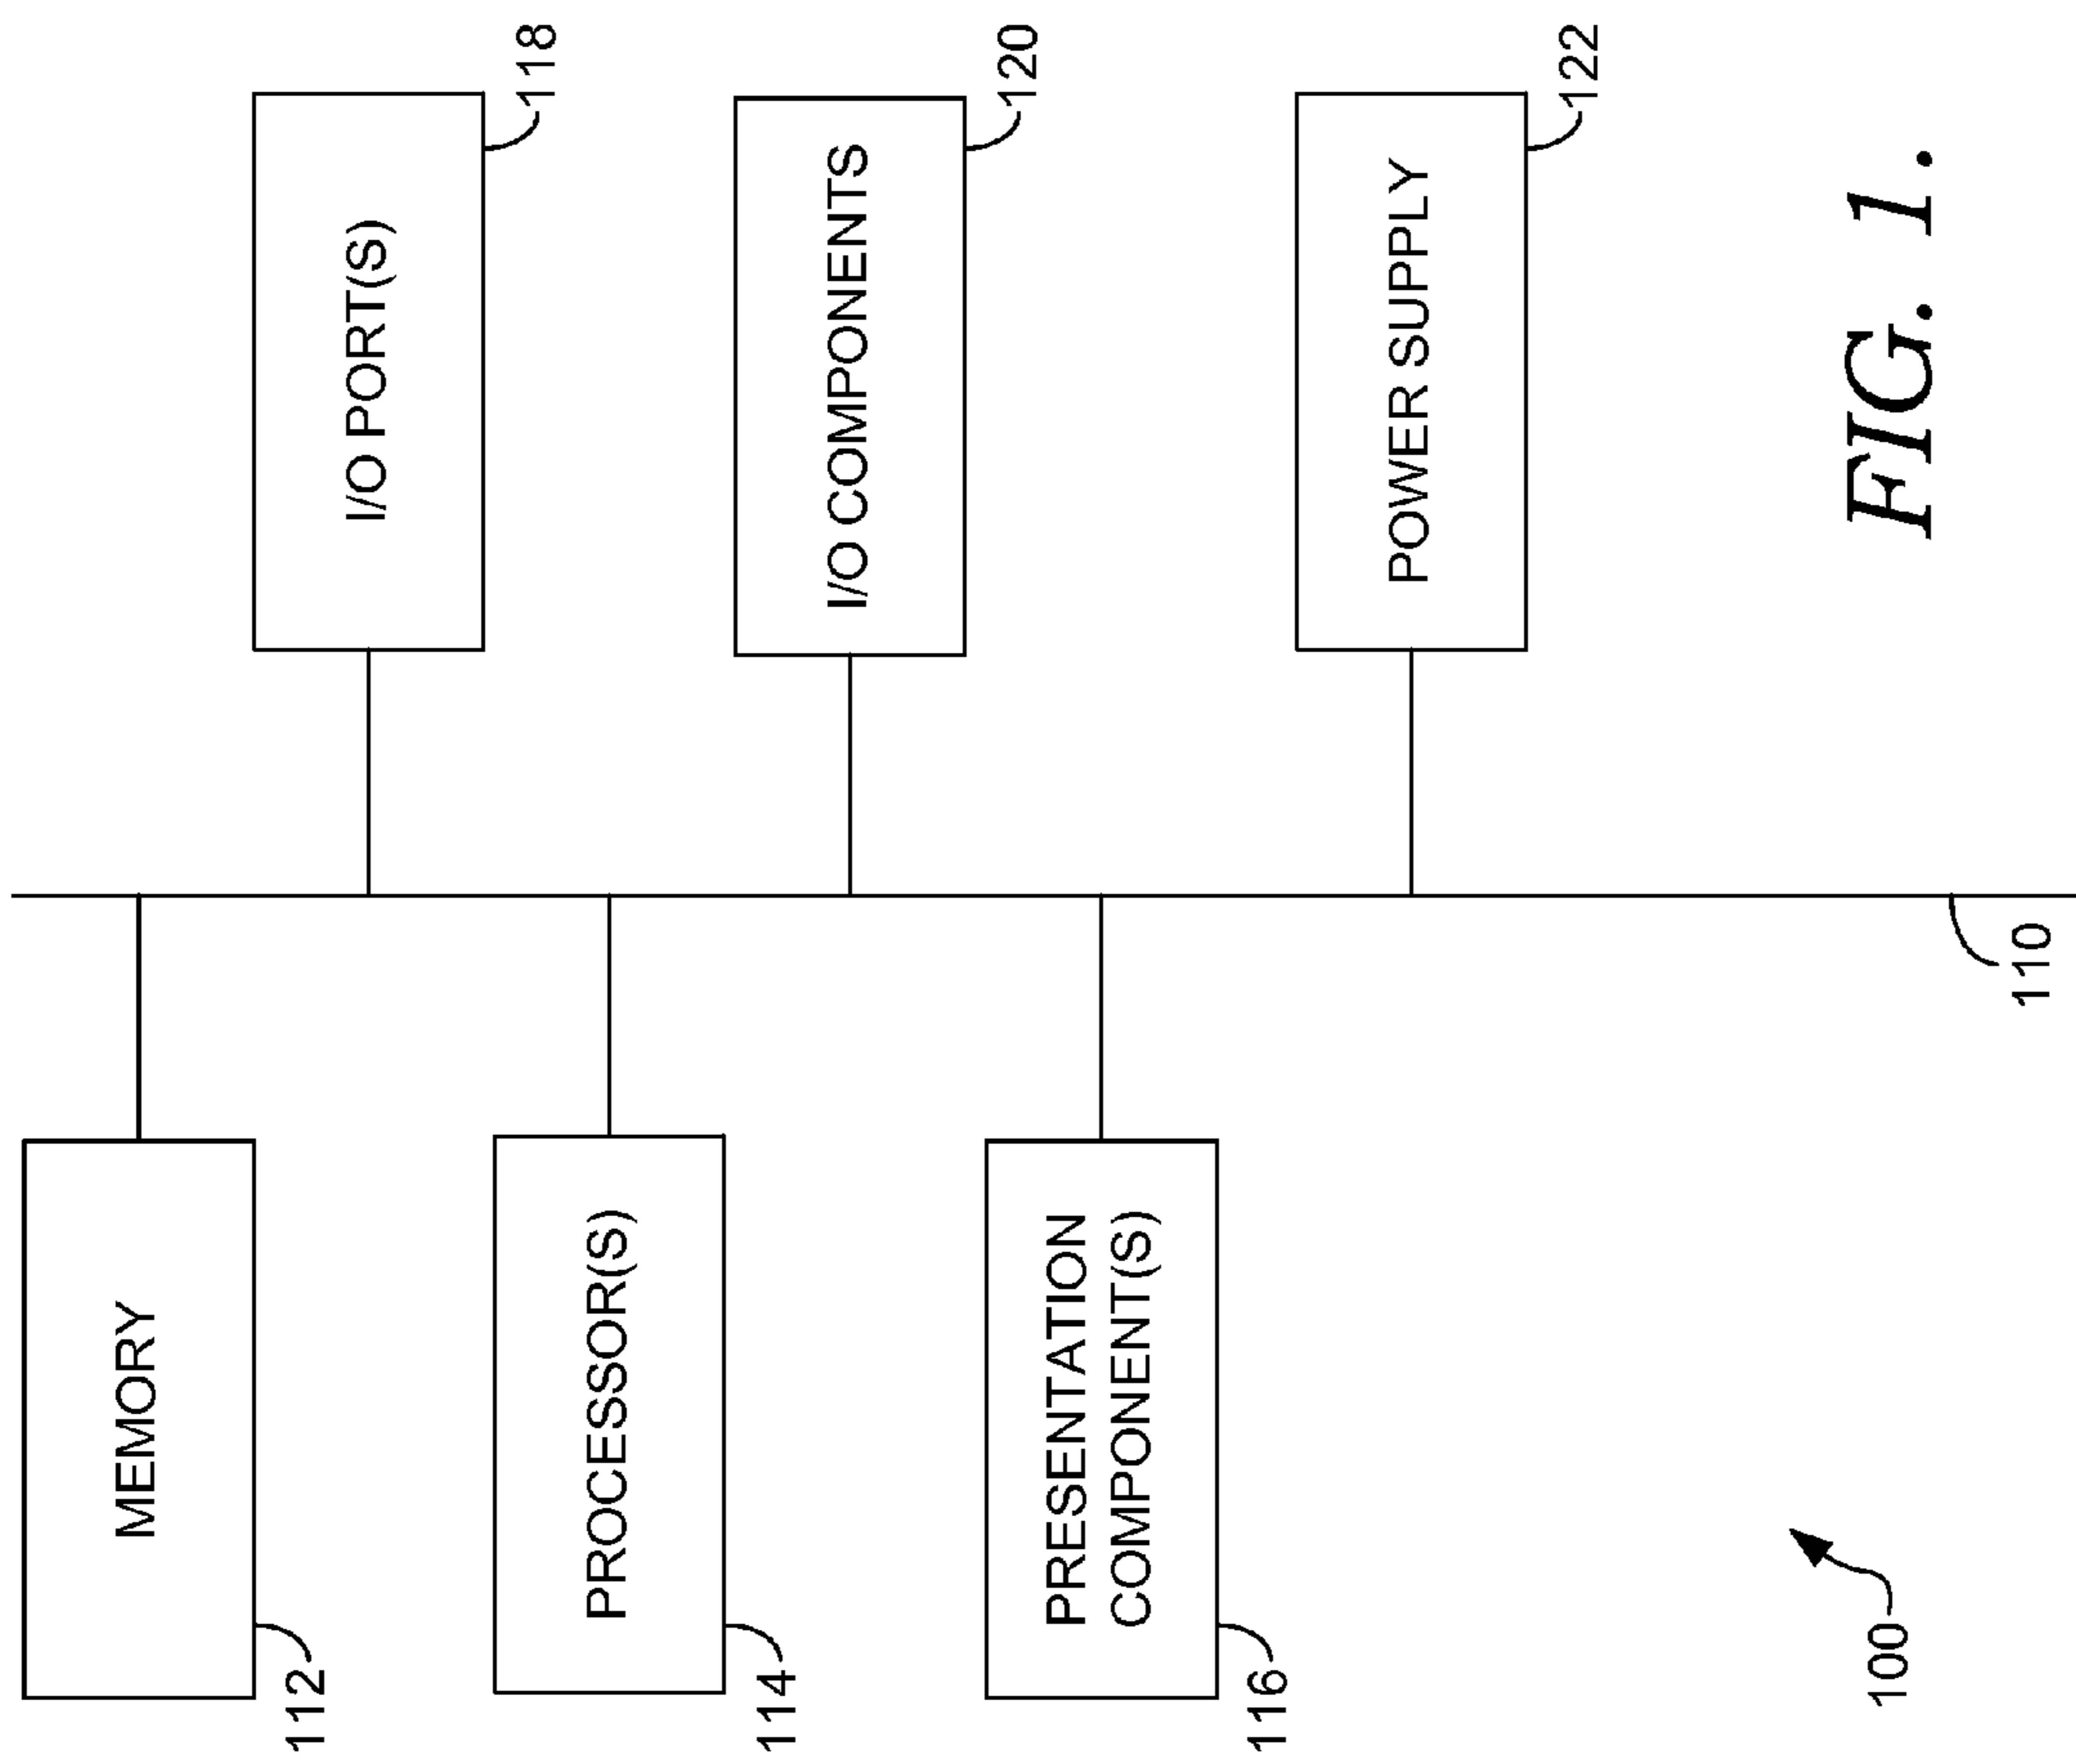 MEMORY
112
PROCESSOR(S)
114
PRESENTATION
COMPONENT(S)
116
I/O PORT(S)
118
I/O COMPONENTS
120
POWER SUPPLY
122
110
100
FIG. 1.